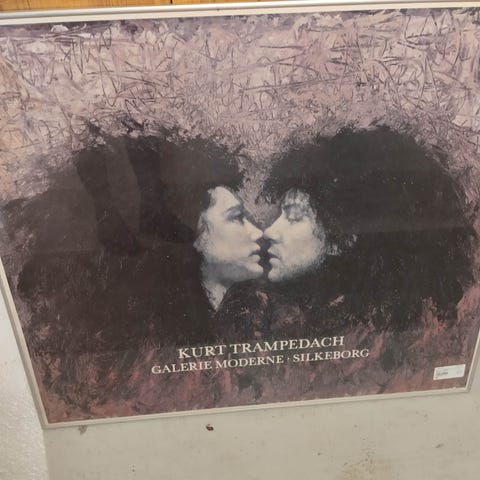 KURT TRAMPEDACH
GALERIE MODERNE · SILKEBORG